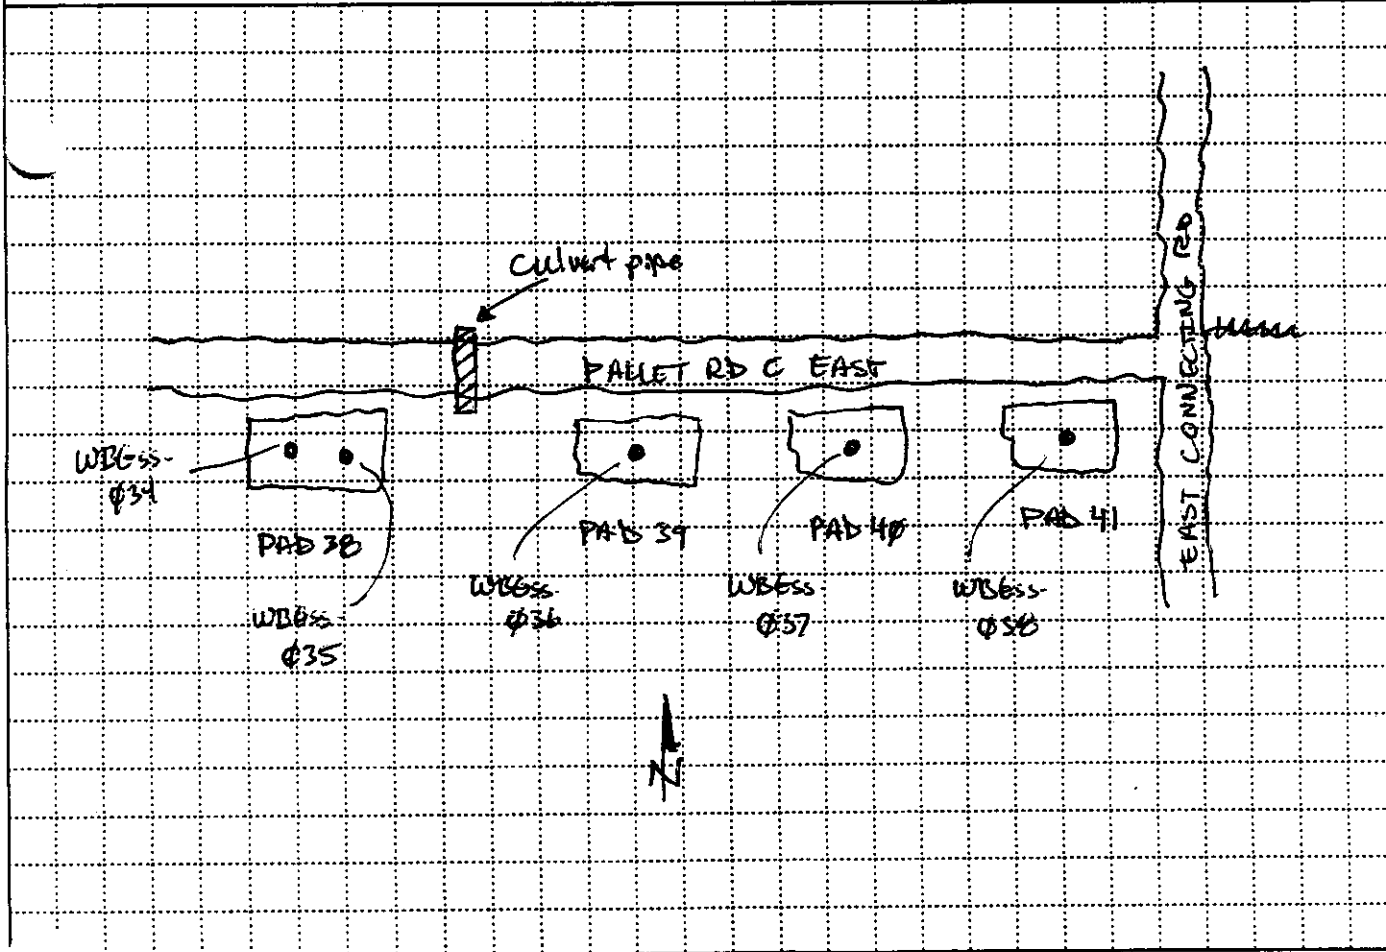 Culvert pipe
PALLET RD C EAST
EAST CONNECTING RD
WBGss-
Ø34
PAD 38
PAD 39
PAD 40
PAD 41
WBGss-
Ø35
WBGss-
Ø36
WBGss-
Ø37
WBGss-
Ø38
N